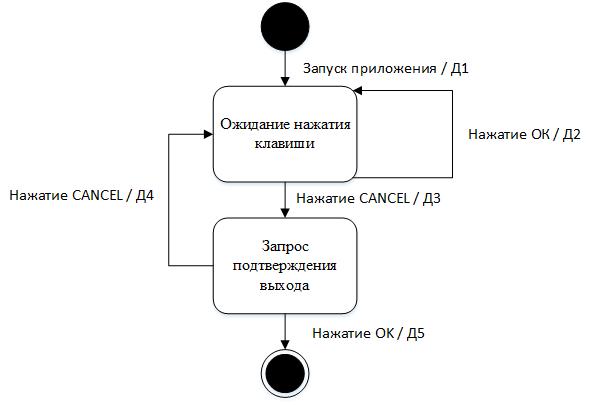 Запуск приложения / Д1
Ожидание нажатия
клавиши
Нажатие ОК / Д2
Нажатие CANCEL / Д4
Нажатие CANCEL / Д3
Запрос
подтверждения
выхода
Нажатие ОК / Д5